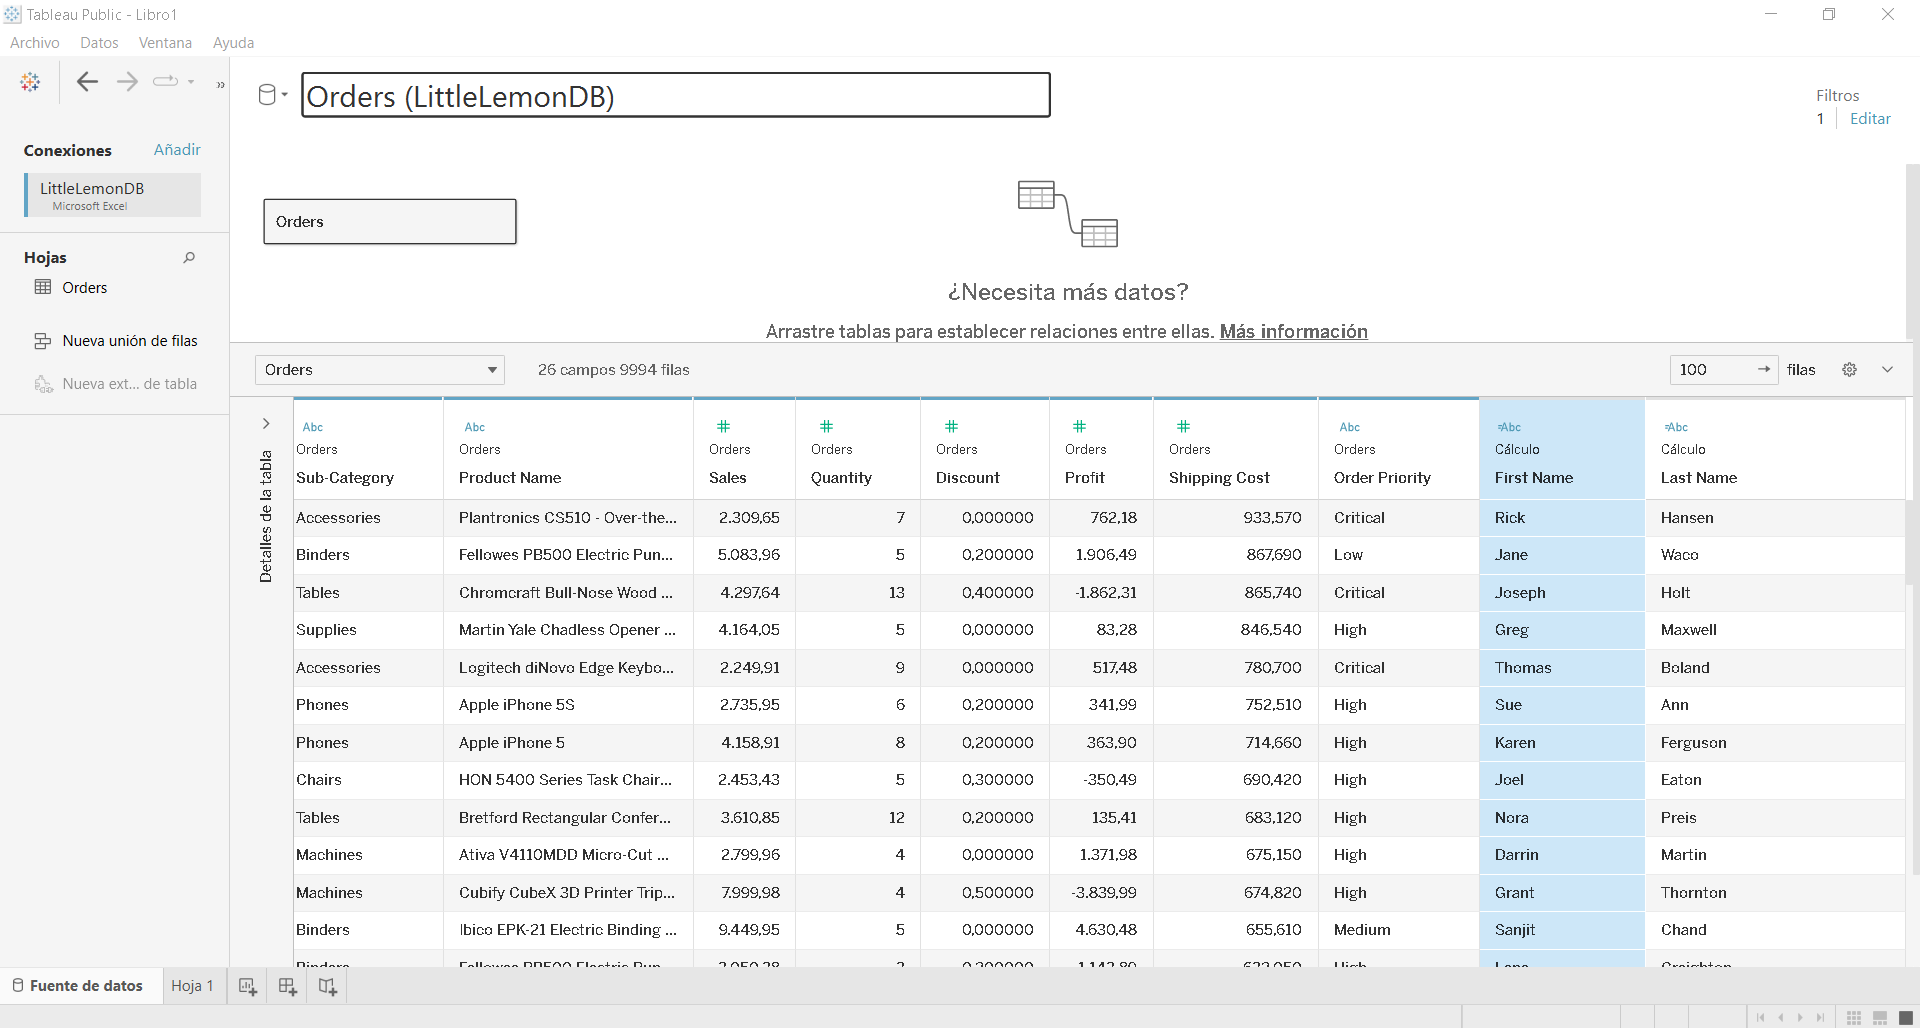 Tableau Public - Libro1
Archivo Datos Ventana Ayuda
Orders (LittleLemonDB)
Filtros
1 Editar
Conexiones Añadir
LittleLemonDB
Microsoft Excel
Hojas
Orders
Nueva unión de filas
Nueva ext... de tabla
Orders
¿Necesita más datos?
Arrastre tablas para establecer relaciones entre ellas. Más información
Orders 26 campos 9994 filas 100 filas
Detalles de la tabla
Abc Abc # # # # # Abc =Abc =Abc
Orders Orders Orders Orders Orders Orders Orders Orders Cálculo Cálculo
Sub-Category Product Name Sales Quantity Discount Profit Shipping Cost Order Priority First Name Last Name
Accessories Plantronics CS510 - Over-the... 2.309,65 7 0,000000 762,18 933,570 Critical Rick Hansen
Binders Fellowes PB500 Electric Pun... 5.083,96 5 0,200000 1.906,49 867,690 Low Jane Waco
Tables Chromcraft Bull-Nose Wood ... 4.297,64 13 0,400000 -1.862,31 865,740 Critical Joseph Holt
Supplies Martin Yale Chadless Opener ... 4.164,05 5 0,000000 83,28 846,540 High Greg Maxwell
Accessories Logitech diNovo Edge Keybo... 2.249,91 9 0,000000 517,48 780,700 Critical Thomas Boland
Phones Apple iPhone 5S 2.735,95 6 0,200000 341,99 752,510 High Sue Ann
Phones Apple iPhone 5 4.158,91 8 0,200000 363,90 714,660 High Karen Ferguson
Chairs HON 5400 Series Task Chair... 2.453,43 5 0,300000 -350,49 690,420 High Joel Eaton
Tables Bretford Rectangular Confer... 3.610,85 12 0,200000 135,41 683,120 High Nora Preis
Machines Ativa V4110MDD Micro-Cut ... 2.799,96 4 0,000000 1.371,98 675,150 High Darrin Martin
Machines Cubify CubeX 3D Printer Trip... 7.999,98 4 0,500000 -3.839,99 674,820 High Grant Thornton
Binders Ibico EPK-21 Electric Binding ... 9.449,95 5 0,000000 4.630,48 655,610 Medium Sanjit Chand
Fuente de datos Hoja 1